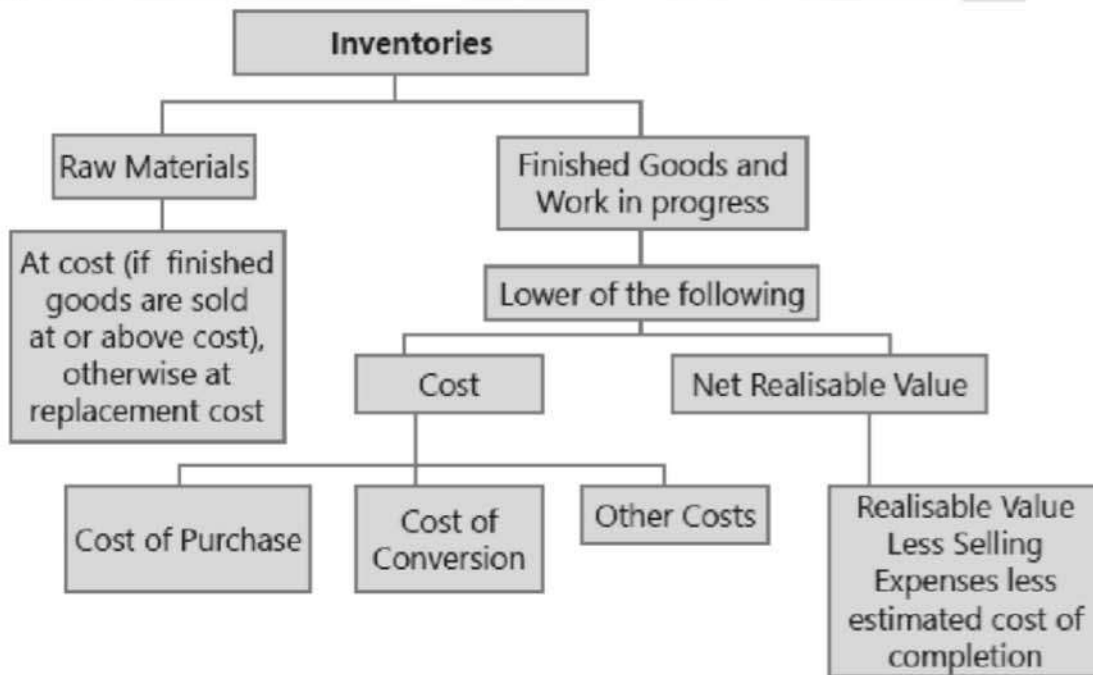 Inventories
Raw Materials
Finished Goods and
Work in progress
At cost (if finished
goods are sold
at or above cost),
otherwise at
replacement cost
Lower of the following
Cost
Net Realisable Value
Cost of Purchase
Cost of
Conversion
Other Costs
Realisable Value
Less Selling
Expenses less
estimated cost of
completion